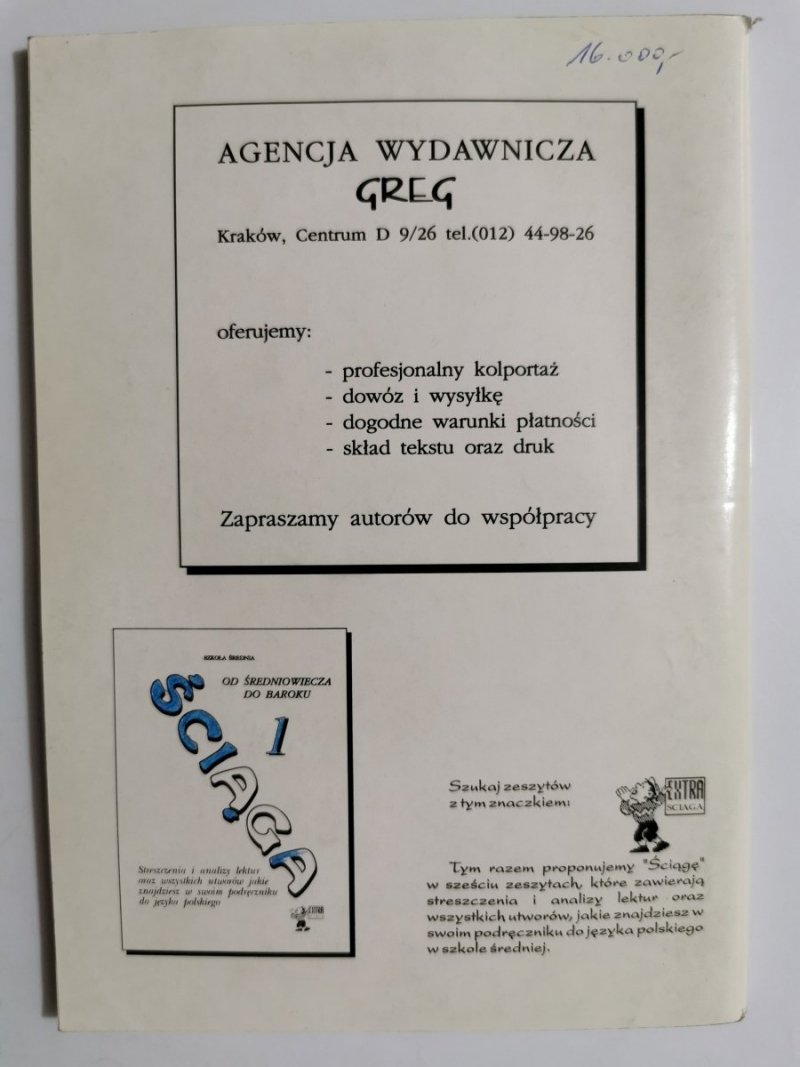 16.000,-
AGENCJA WYDAWNICZA
GREG
Kraków, Centrum D 9/26 tel.(012) 44-98-26
oferujemy:
- profesjonalny kolportaż
- dowóz i wysyłkę
- dogodne warunki płatności
- skład tekstu oraz druk
Zapraszamy autorów do współpracy
SZKOŁA ŚREDNIA
OD ŚREDNIOWIECZA
DO BAROKU
1
ŚCIĄGA
Streszczenia i analizy lektur
oraz wszystkich utworów jakie
znajdziesz w swoim podręczniku
do języka polskiego
EXTRA
Szukaj zeszytów
z tym znaczkiem:
EXTRA
ŚCIĄGA
Tym razem proponujemy "Ściągę"
w sześciu zeszytach, które zawierają
streszczenia i analizy lektur oraz
wszystkich utworów, jakie znajdziesz w
swoim podręczniku do języka polskiego
w szkole średniej.